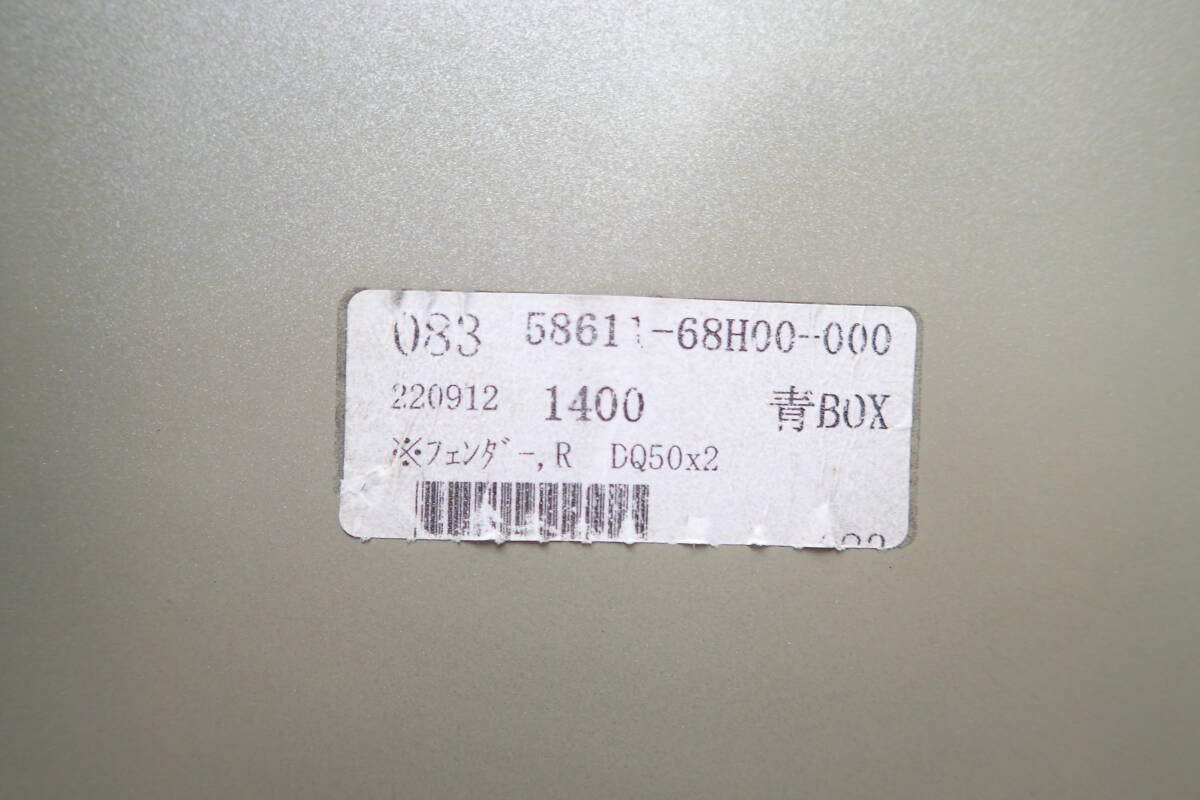 083 58611-68H00-000
220912 1400 青BOX
※ﾌｪﾝﾀﾞｰ,R DQ50x2